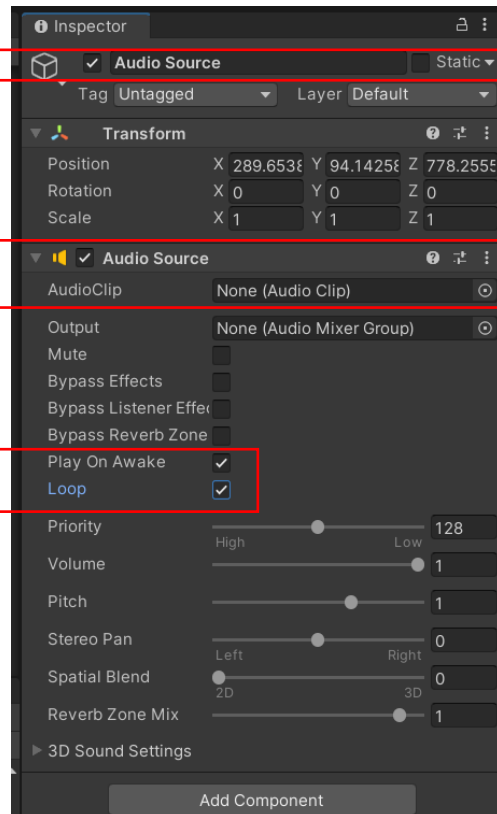 Inspector
Audio Source Static
Tag Untagged Layer Default
Transform
Position X 289.6538 Y 94.14258 Z 778.2555
Rotation X 0 Y 0 Z 0
Scale X 1 Y 1 Z 1
Audio Source
AudioClip None (Audio Clip)
Output None (Audio Mixer Group)
Mute
Bypass Effects
Bypass Listener Effec
Bypass Reverb Zone
Play On Awake
Loop
Priority 128
High Low
Volume 1
Pitch 1
Stereo Pan 0
Left Right
Spatial Blend 0
2D 3D
Reverb Zone Mix 1
3D Sound Settings
Add Component